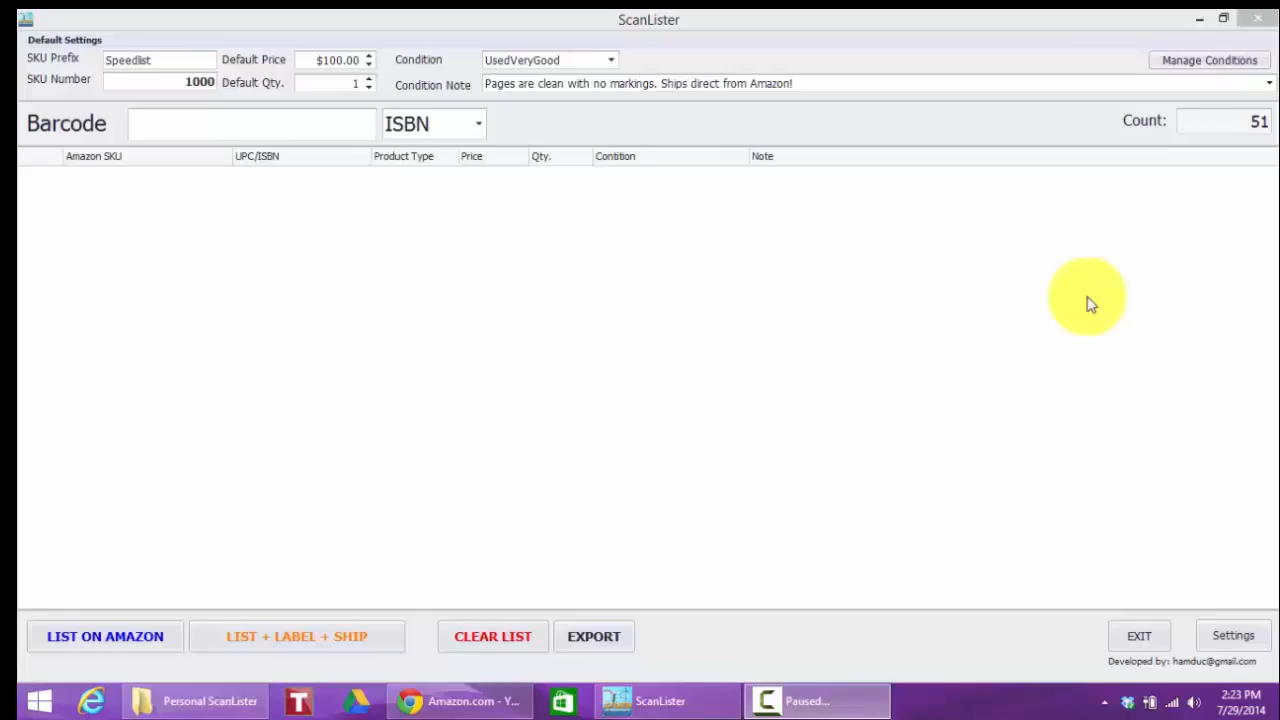 ScanLister
Default Settings
SKU Prefix Speedlist Default Price $100.00 Condition UsedVeryGood Manage Conditions
SKU Number 1000 Default Qty. 1 Condition Note Pages are clean with no markings. Ships direct from Amazon!
Barcode ISBN Count: 51
Amazon SKU UPC/ISBN Product Type Price Qty. Contition Note
LIST ON AMAZON LIST + LABEL + SHIP CLEAR LIST EXPORT EXIT Settings
Developed by: hamduc@gmail.com
Personal ScanLister Amazon.com - Y... ScanLister Paused... 2:23 PM
7/29/2014